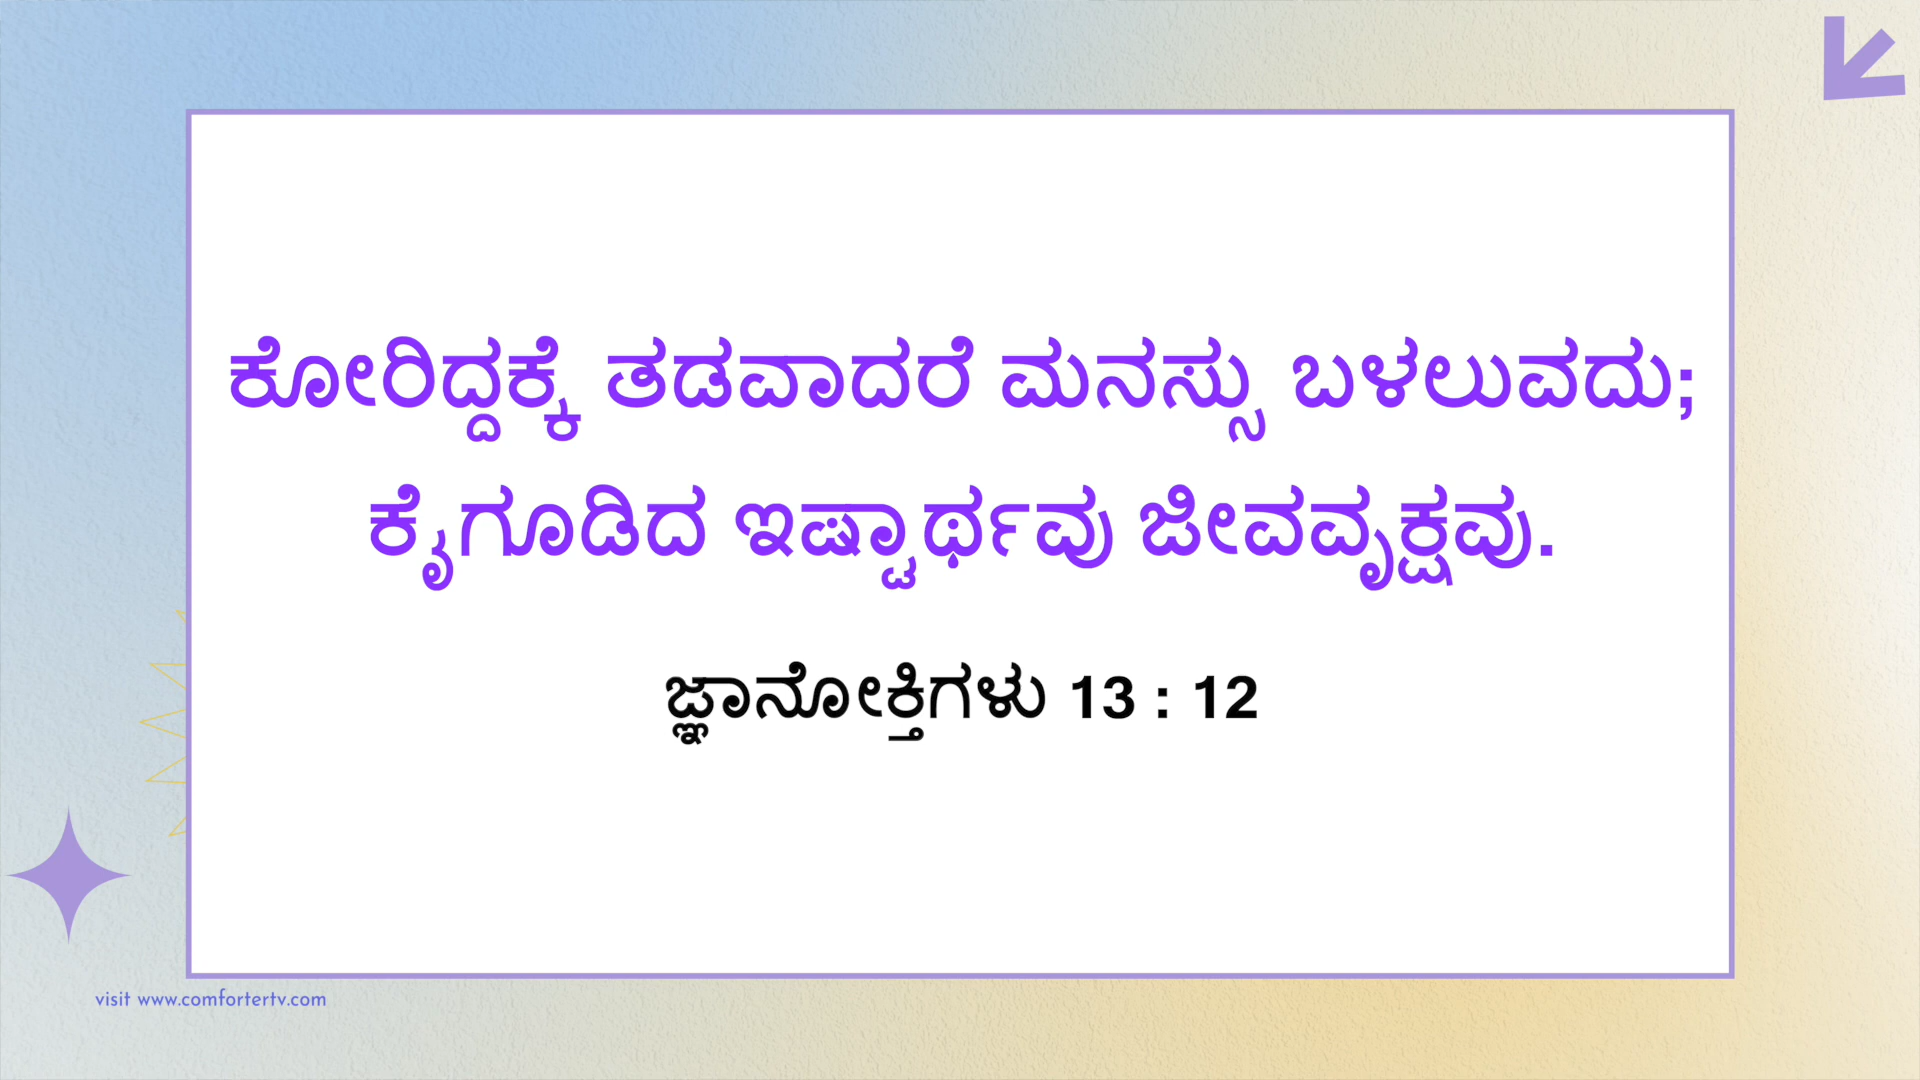 ಕೋರಿದ್ದಕ್ಕೆ ತಡವಾದರೆ ಮನಸ್ಸು ಬಳಲುವದು;
ಕೈಗೂಡಿದ ಇಷ್ಟಾರ್ಥವು ಜೀವವೃಕ್ಷವು.
ಜ್ಞಾನೋಕ್ತಿಗಳು 13 : 12
visit www.comfortertv.com